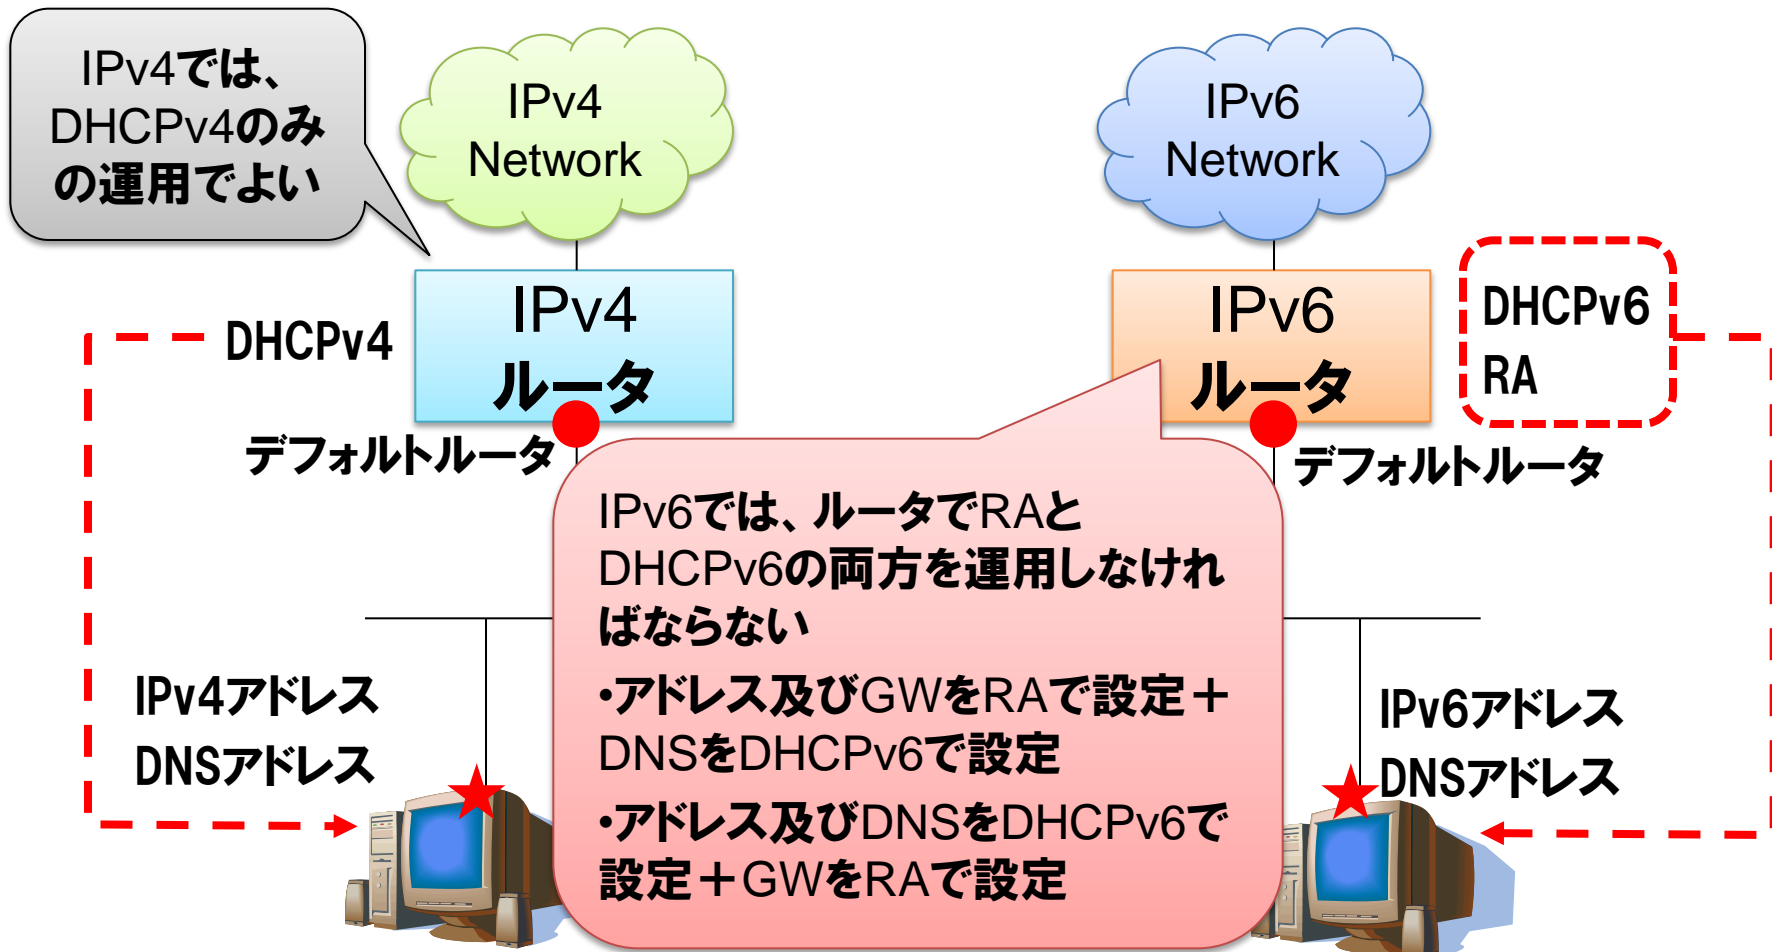 IPv4では、
DHCPv4のみ
の運用でよい
IPv4
Network
IPv6
Network
IPv4
ルータ
IPv6
ルータ
DHCPv4
DHCPv6
RA
デフォルトルータ
デフォルトルータ
IPv6では、ルータでRAと
DHCPv6の両方を運用しなけれ
ばならない
•アドレス及びGWをRAで設定＋
DNSをDHCPv6で設定
•アドレス及びDNSをDHCPv6で
設定＋GWをRAで設定
IPv4アドレス
DNSアドレス
IPv6アドレス
DNSアドレス